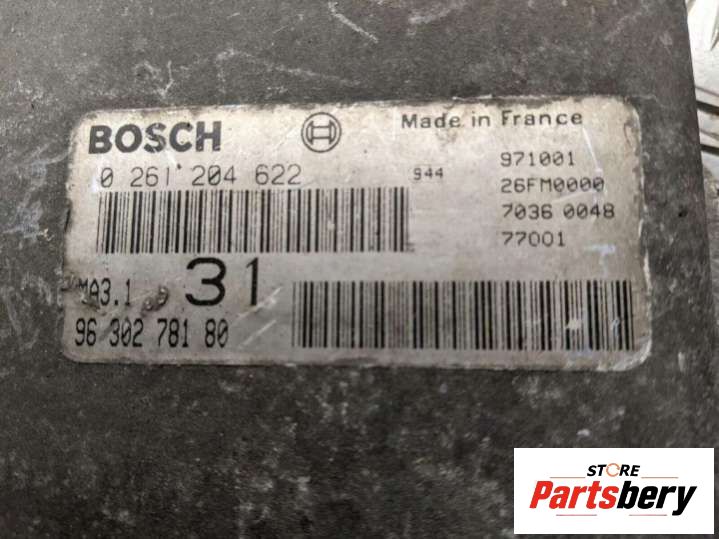 BOSCH
Made in France
0 261 204 622
944
971001
26FM0000
7036 0048
77001
MA3.1
31
96 302 781 80
STORE
Partsbery